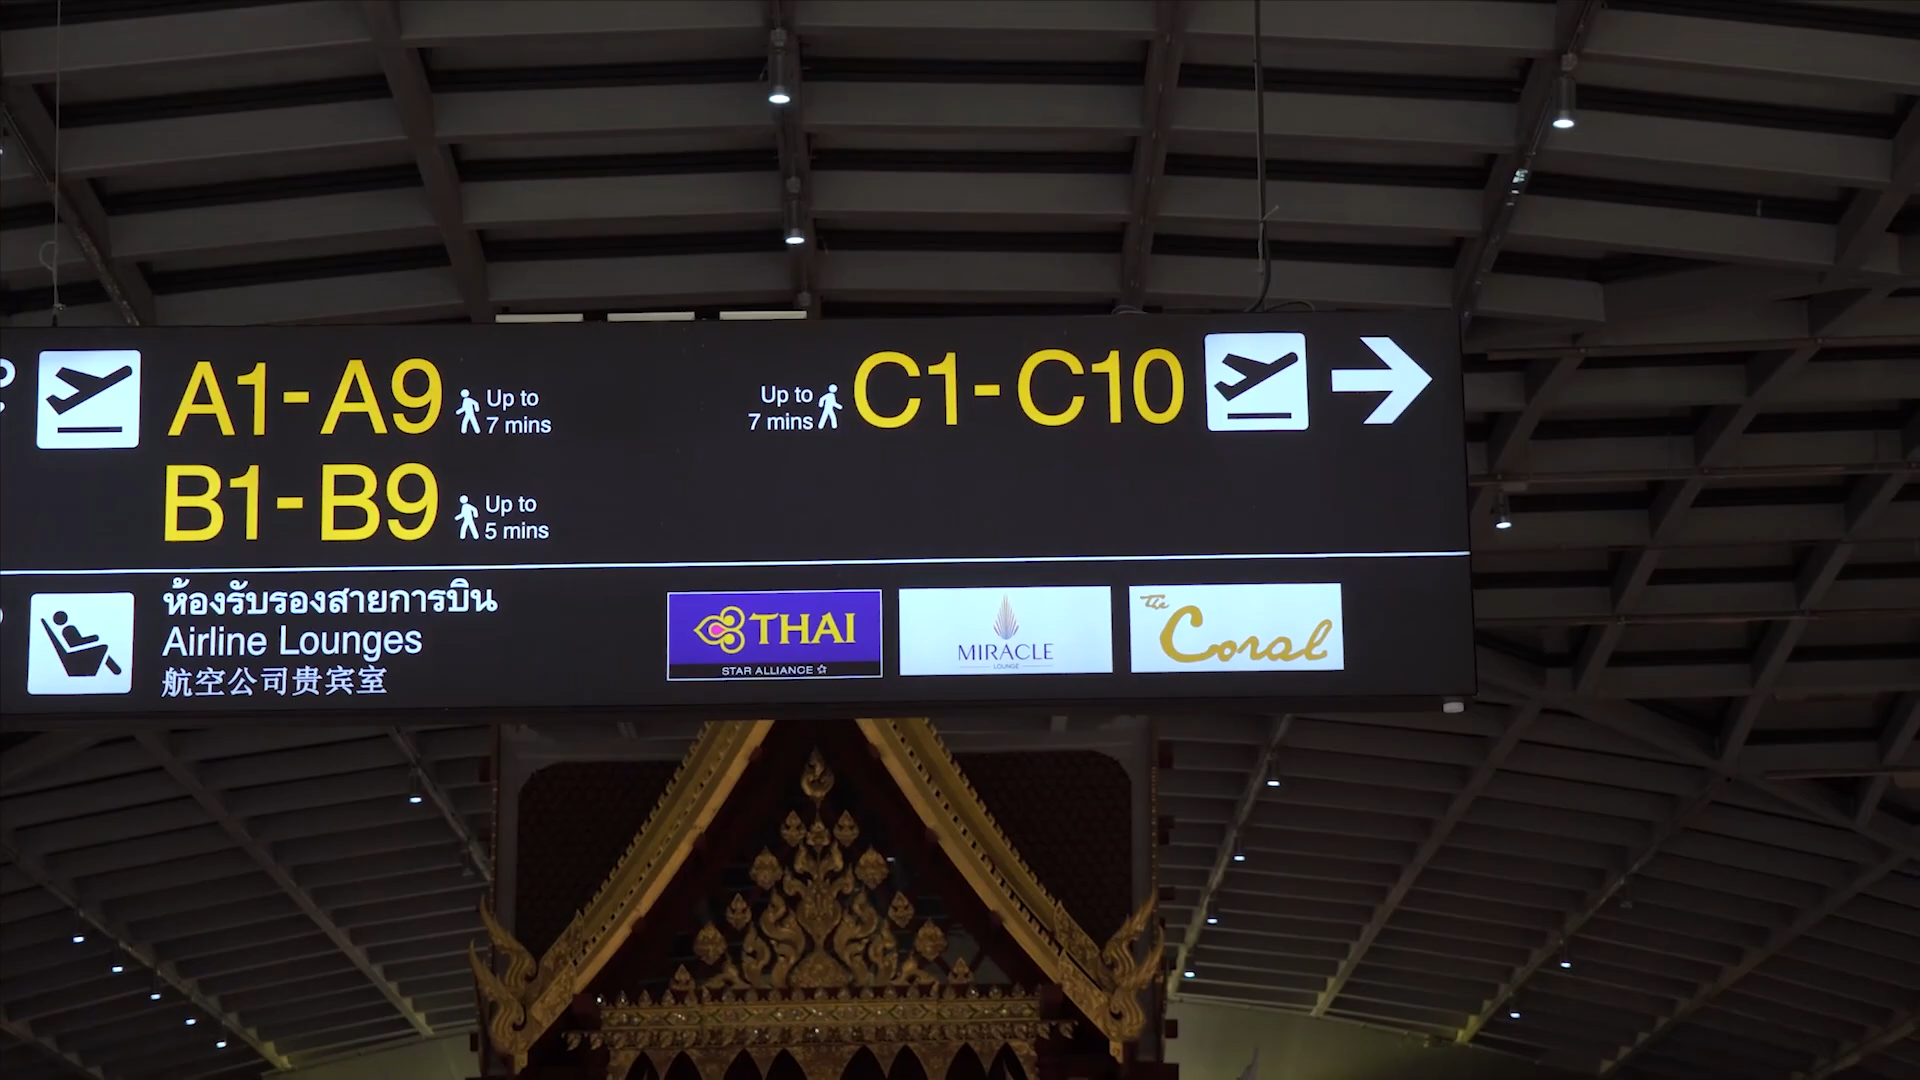 A1-A9 Up to 7 mins
B1-B9 Up to 5 mins
Up to 7 mins C1-C10
ห้องรับรองสายการบิน
Airline Lounges
航空公司贵宾室
THAI
STAR ALLIANCE
MIRACLE
LOUNGE
The Coral